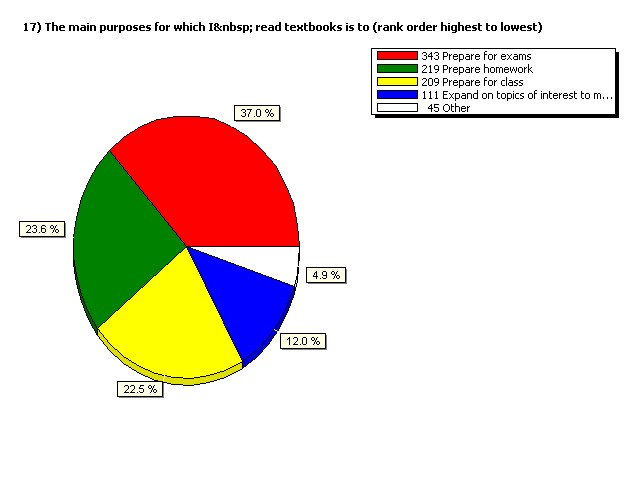 17) The main purposes for which I&nbsp; read textbooks is to (rank order highest to lowest)
343 Prepare for exams
219 Prepare homework
209 Prepare for class
111 Expand on topics of interest to m...
45 Other
37.0 %
23.6 %
4.9 %
12.0 %
22.5 %